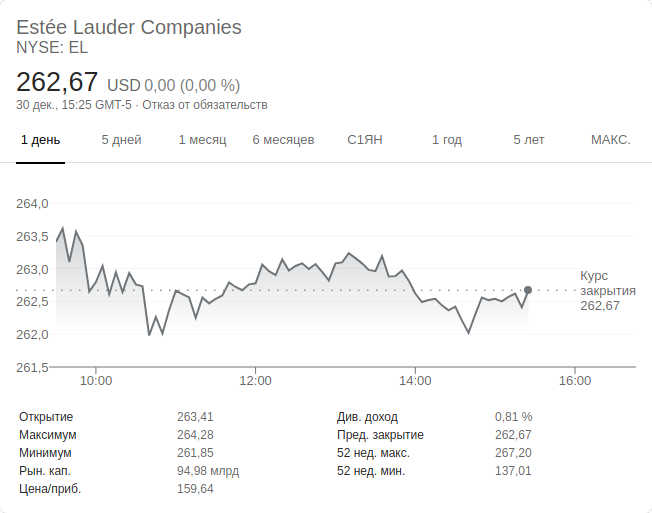 Estée Lauder Companies
NYSE: EL
262,67 USD 0,00 (0,00 %)
30 дек., 15:25 GMT-5 · Отказ от обязательств
1 день 5 дней 1 месяц 6 месяцев С1ЯН 1 год 5 лет МАКС.
264,0
263,5
263,0
262,5
262,0
261,5
Курс
закрытия
262,67
10:00 12:00 14:00 16:00
Открытие 263,41 Див. доход 0,81 %
Максимум 264,28 Пред. закрытие 262,67
Минимум 261,85 52 нед. макс. 267,20
Рын. кап. 94,98 млрд 52 нед. мин. 137,01
Цена/приб. 159,64